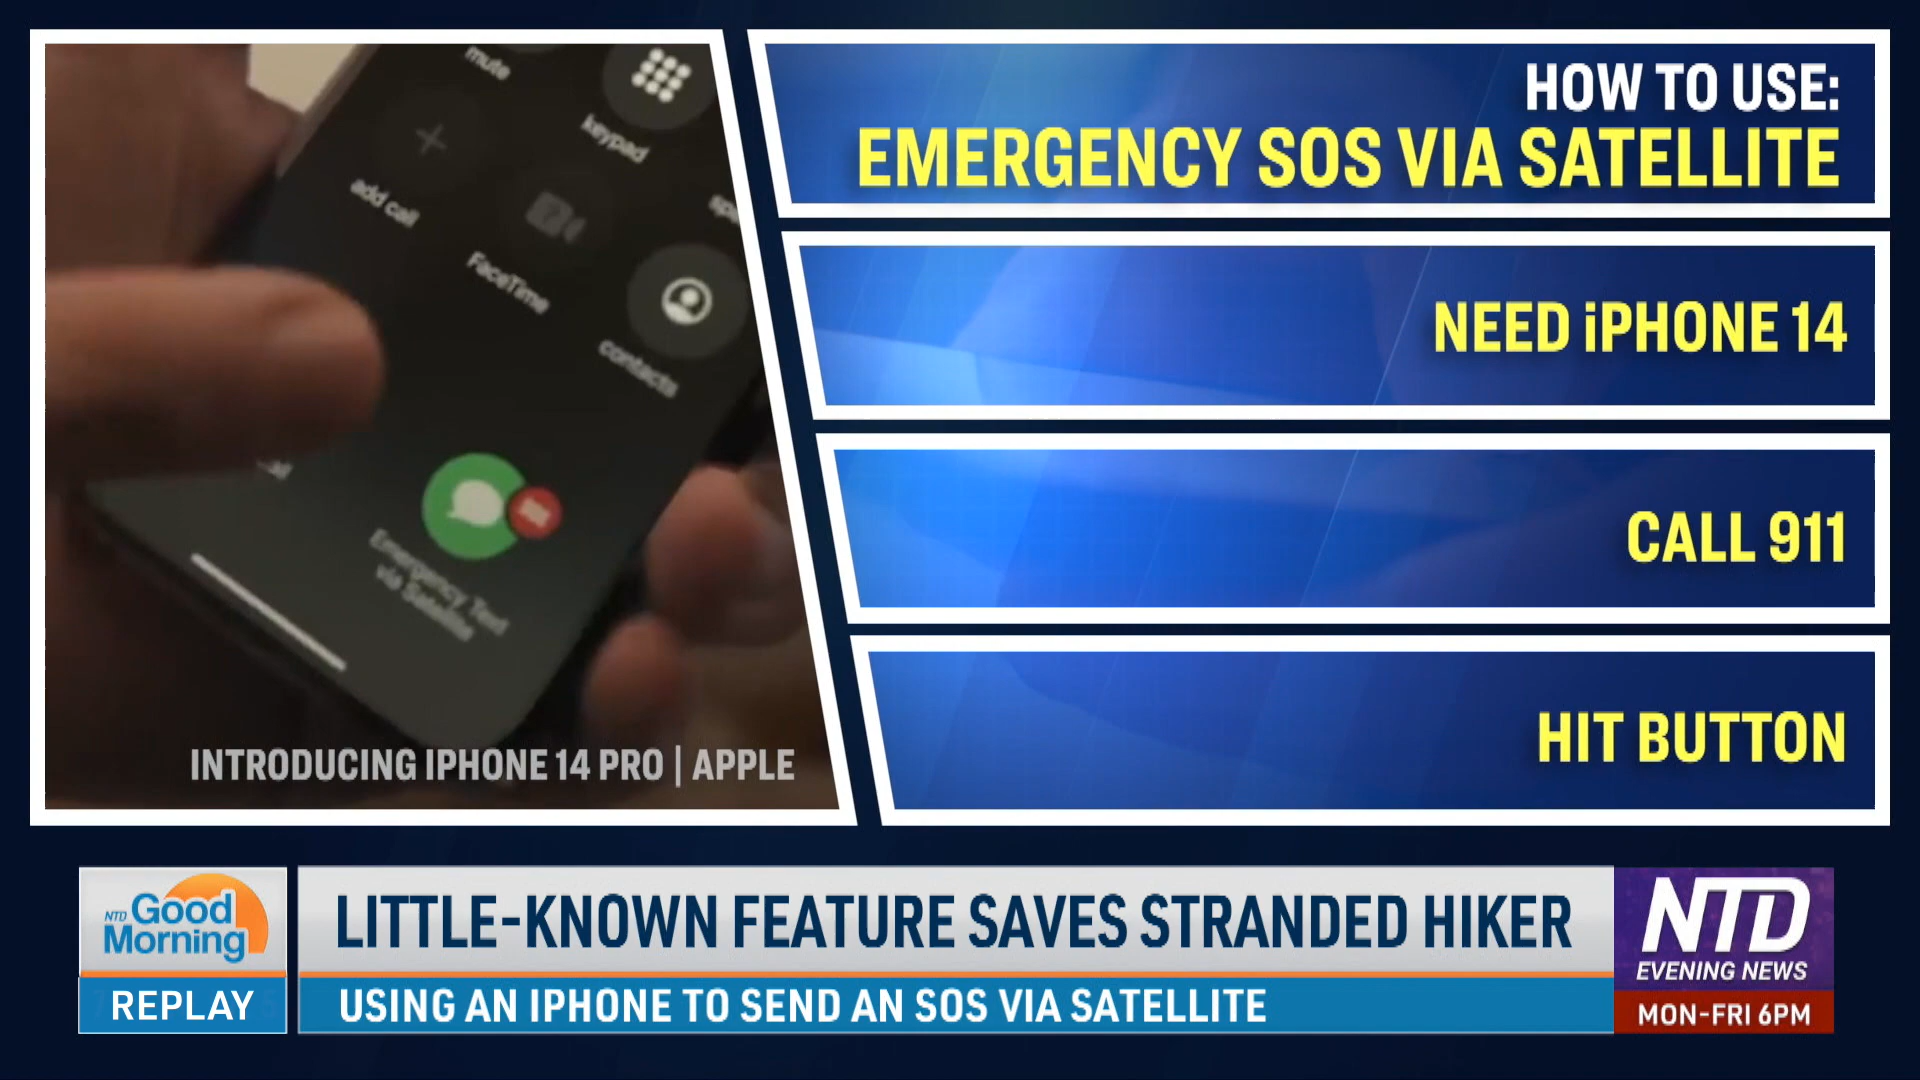 mute
keypad
add call
FaceTime
contacts
Emergency Text
via Satellite
INTRODUCING IPHONE 14 PRO | APPLE
HOW TO USE:
EMERGENCY SOS VIA SATELLITE
NEED iPHONE 14
CALL 911
HIT BUTTON
NTD Good
Morning
REPLAY
LITTLE-KNOWN FEATURE SAVES STRANDED HIKER
USING AN IPHONE TO SEND AN SOS VIA SATELLITE
NTD
EVENING NEWS
MON-FRI 6PM